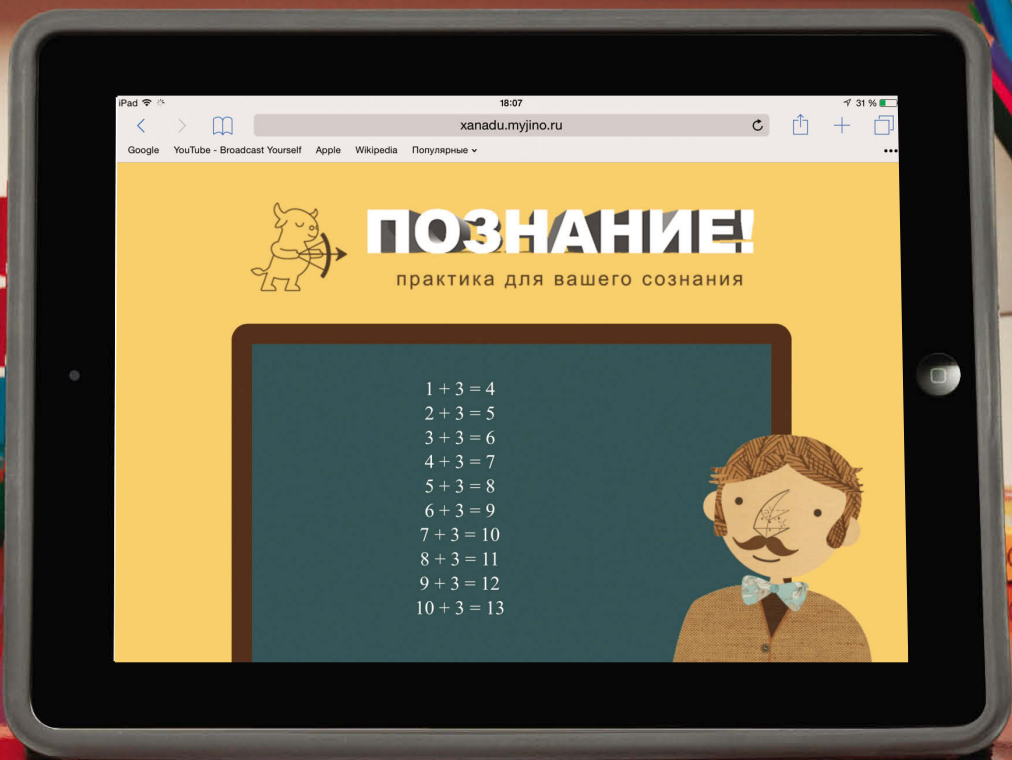 iPad 18:07 31 %
xanadu.myjino.ru
Google YouTube - Broadcast Yourself Apple Wikipedia Популярные
ПОЗНАНИЕ!
практика для вашего сознания
1 + 3 = 4
2 + 3 = 5
3 + 3 = 6
4 + 3 = 7
5 + 3 = 8
6 + 3 = 9
7 + 3 = 10
8 + 3 = 11
9 + 3 = 12
10 + 3 = 13